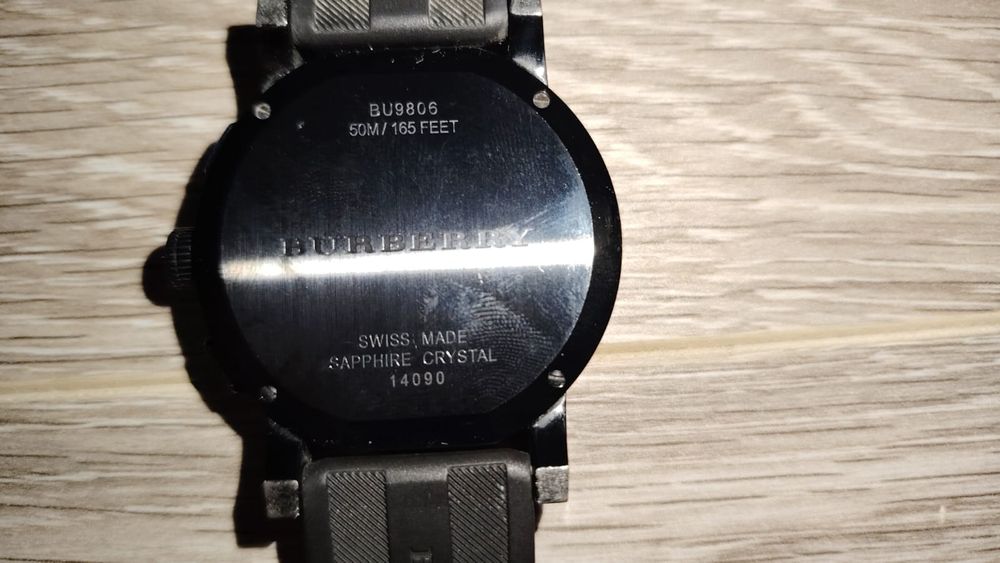 BU9806
50M / 165 FEET
BURBERRY
SWISS MADE
SAPPHIRE CRYSTAL
14090